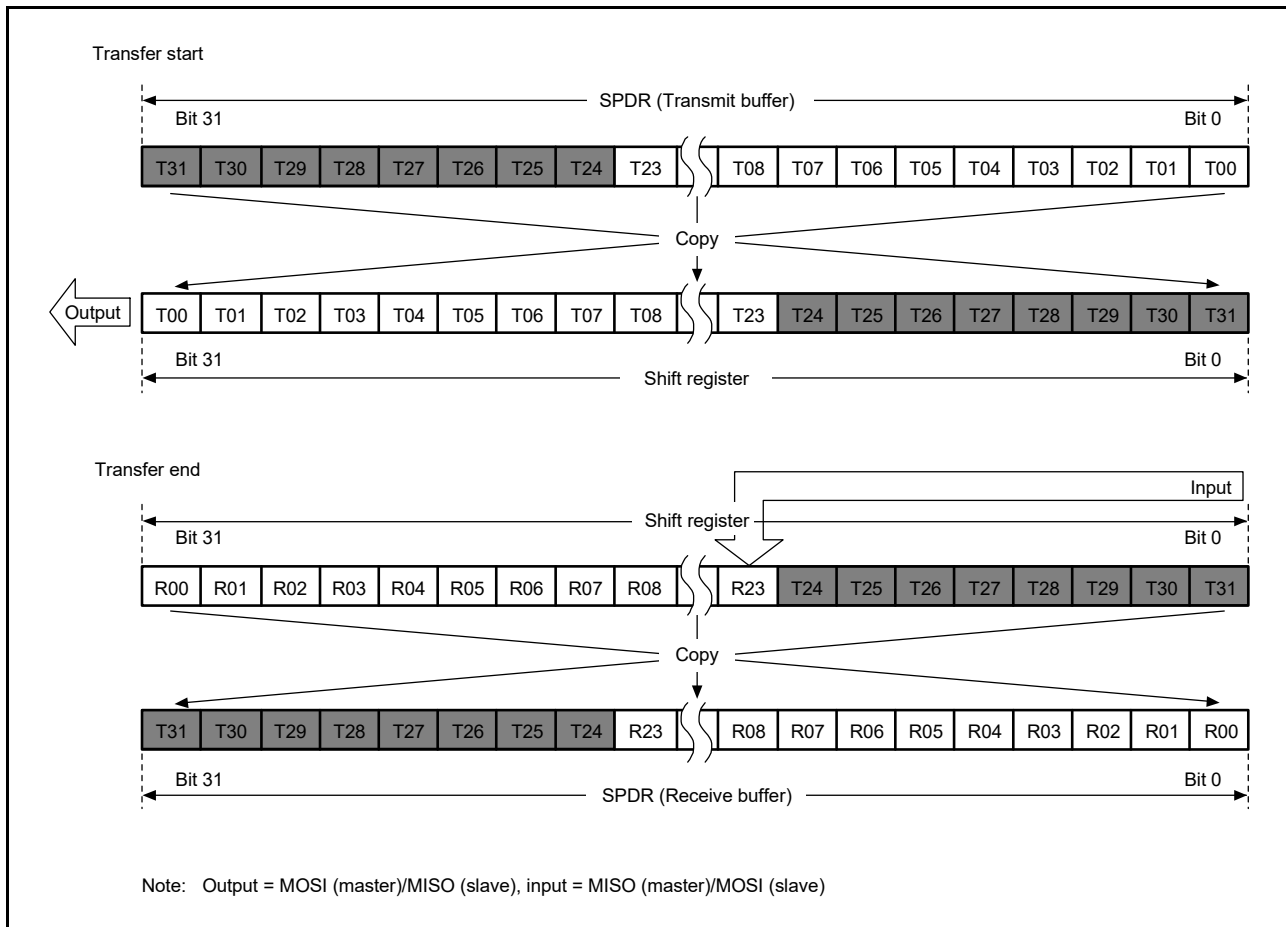 Transfer start
SPDR (Transmit buffer)
Bit 31 Bit 0
T31 T30 T29 T28 T27 T26 T25 T24 T23 T08 T07 T06 T05 T04 T03 T02 T01 T00
Copy
Output T00 T01 T02 T03 T04 T05 T06 T07 T08 T23 T24 T25 T26 T27 T28 T29 T30 T31
Bit 31 Bit 0
Shift register
Transfer end
Input
Shift register
Bit 31 Bit 0
R00 R01 R02 R03 R04 R05 R06 R07 R08 R23 T24 T25 T26 T27 T28 T29 T30 T31
Copy
T31 T30 T29 T28 T27 T26 T25 T24 R23 R08 R07 R06 R05 R04 R03 R02 R01 R00
Bit 31 Bit 0
SPDR (Receive buffer)
Note: Output = MOSI (master)/MISO (slave), input = MISO (master)/MOSI (slave)